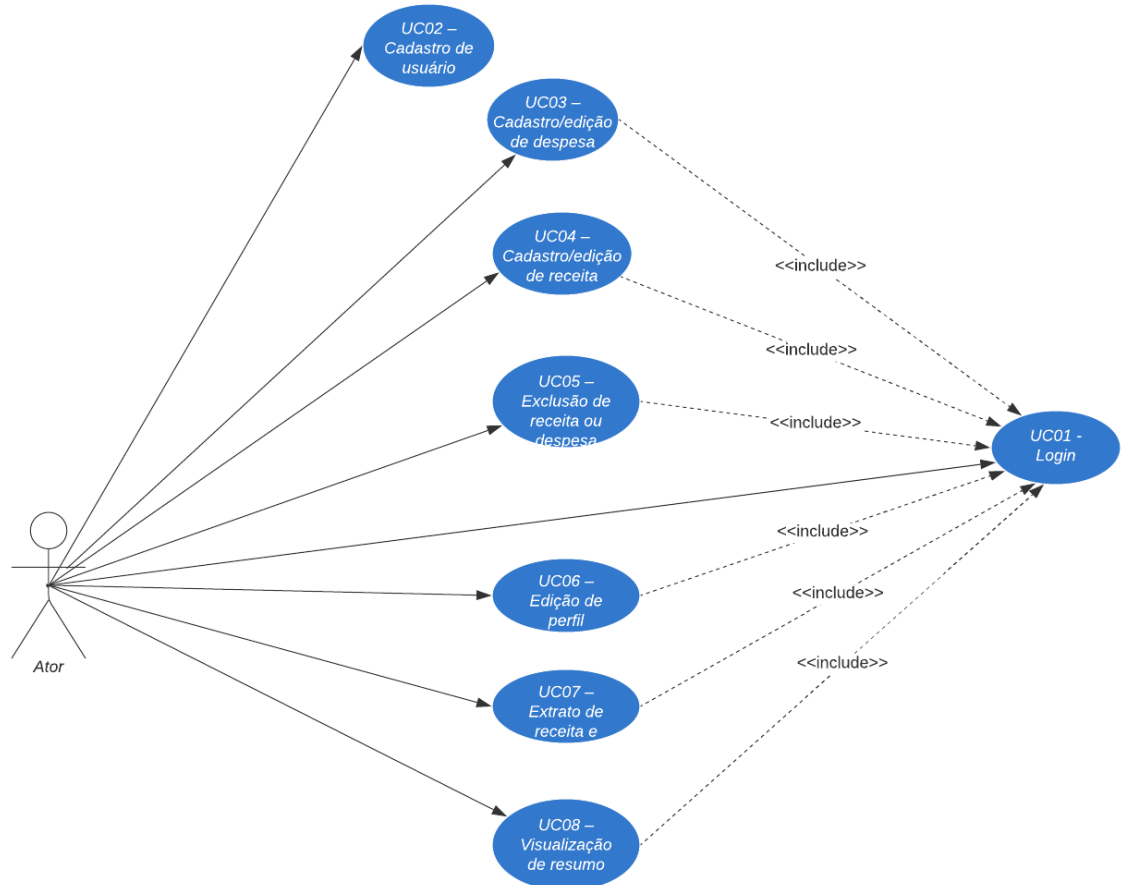 UC02 –
Cadastro de
usuário
UC03 –
Cadastro/edição
de despesa
UC04 –
Cadastro/edição
de receita
<<include>>
<<include>>
UC05 –
Exclusão de
receita ou
despesa
<<include>>
UC01 -
Login
<<include>>
UC06 –
Edição de
perfil
<<include>>
Ator
<<include>>
UC07 –
Extrato de
receita e
UC08 –
Visualização
de resumo